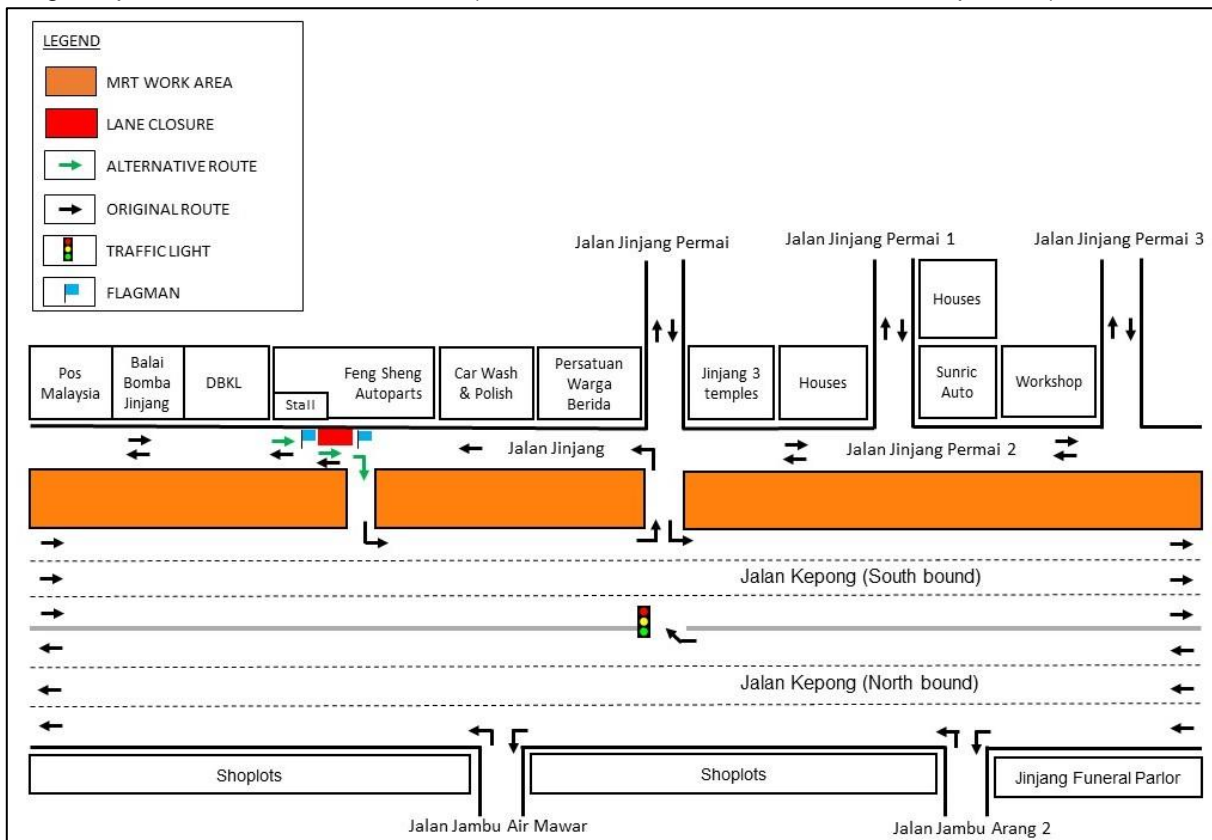 LEGEND
MRT WORK AREA
LANE CLOSURE
ALTERNATIVE ROUTE
ORIGINAL ROUTE
TRAFFIC LIGHT
FLAGMAN
Jalan Jinjang Permai
Jalan Jinjang Permai 1
Jalan Jinjang Permai 3
Houses
Pos
Malaysia
Balai
Bomba
Jinjang
DBKL
Stall
Feng Sheng
Autoparts
Car Wash
& Polish
Persatuan
Warga
Berida
Jinjang 3
temples
Houses
Sunric
Auto
Workshop
Jalan Jinjang
Jalan Jinjang Permai 2
Jalan Kepong (South bound)
Jalan Kepong (North bound)
Shoplots
Shoplots
Jinjang Funeral Parlor
Jalan Jambu Air Mawar
Jalan Jambu Arang 2